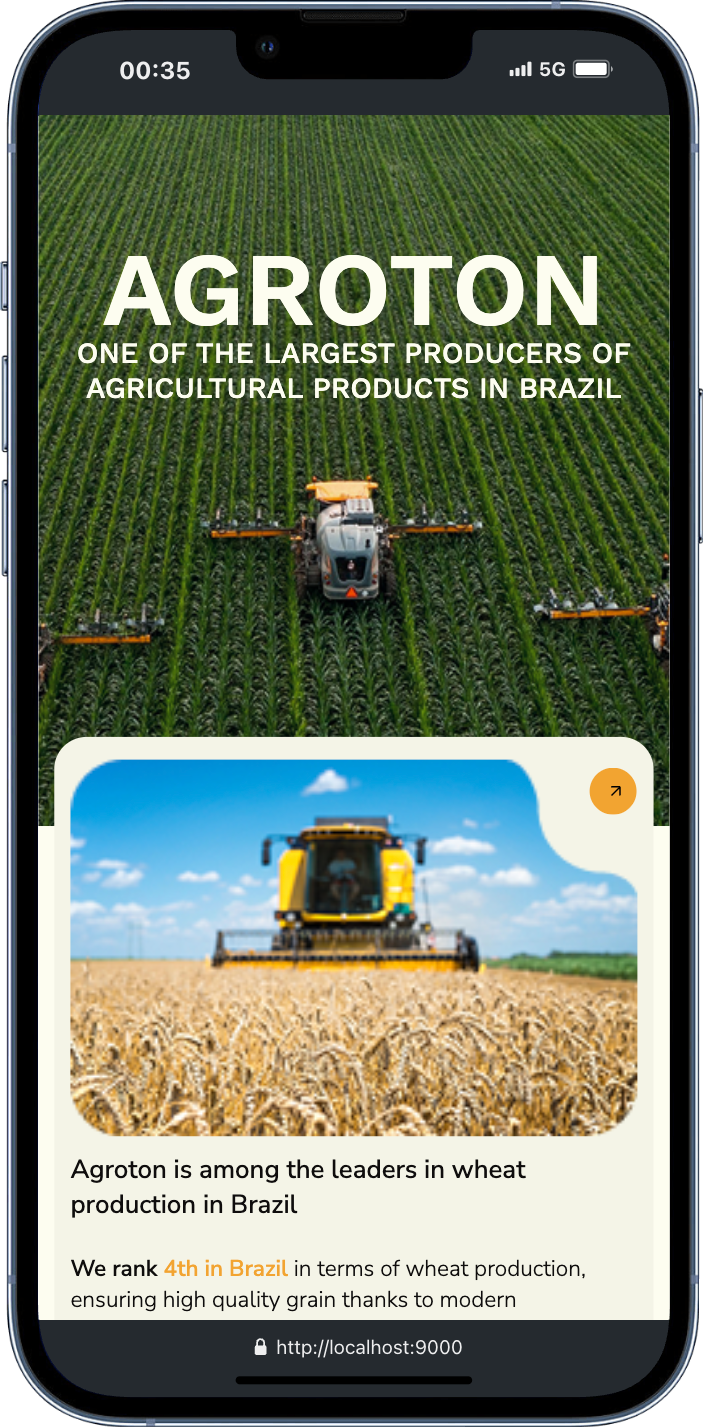 00:35
5G
AGROTON
ONE OF THE LARGEST PRODUCERS OF
AGRICULTURAL PRODUCTS IN BRAZIL
Agroton is among the leaders in wheat
production in Brazil
We rank 4th in Brazil in terms of wheat production,
ensuring high quality grain thanks to modern
http://localhost:9000